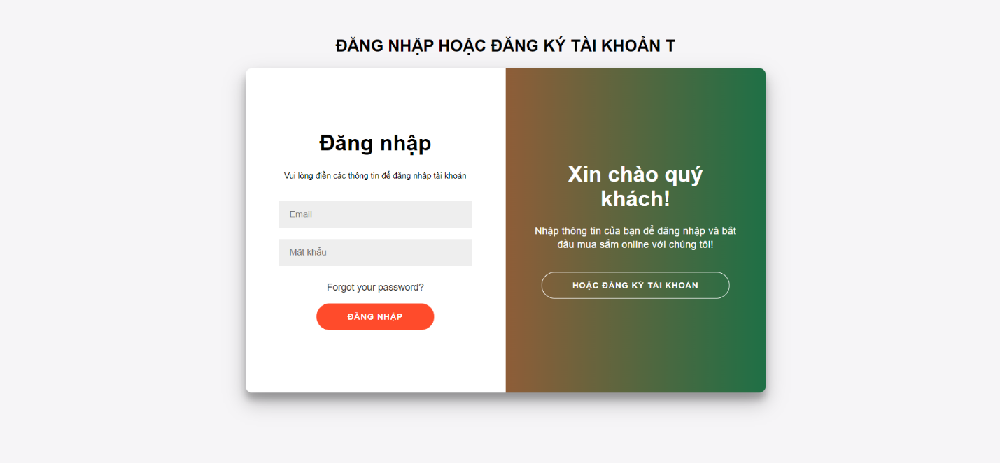 ĐĂNG NHẬP HOẶC ĐĂNG KÝ TÀI KHOẢN T
Đăng nhập
Vui lòng điền các thông tin để đăng nhập tài khoản
Email
Mật khẩu
Forgot your password?
ĐĂNG NHẬP
Xin chào quý
khách!
Nhập thông tin của bạn để đăng nhập và bắt
đầu mua sắm online với chúng tôi!
HOẶC ĐĂNG KÝ TÀI KHOẢN